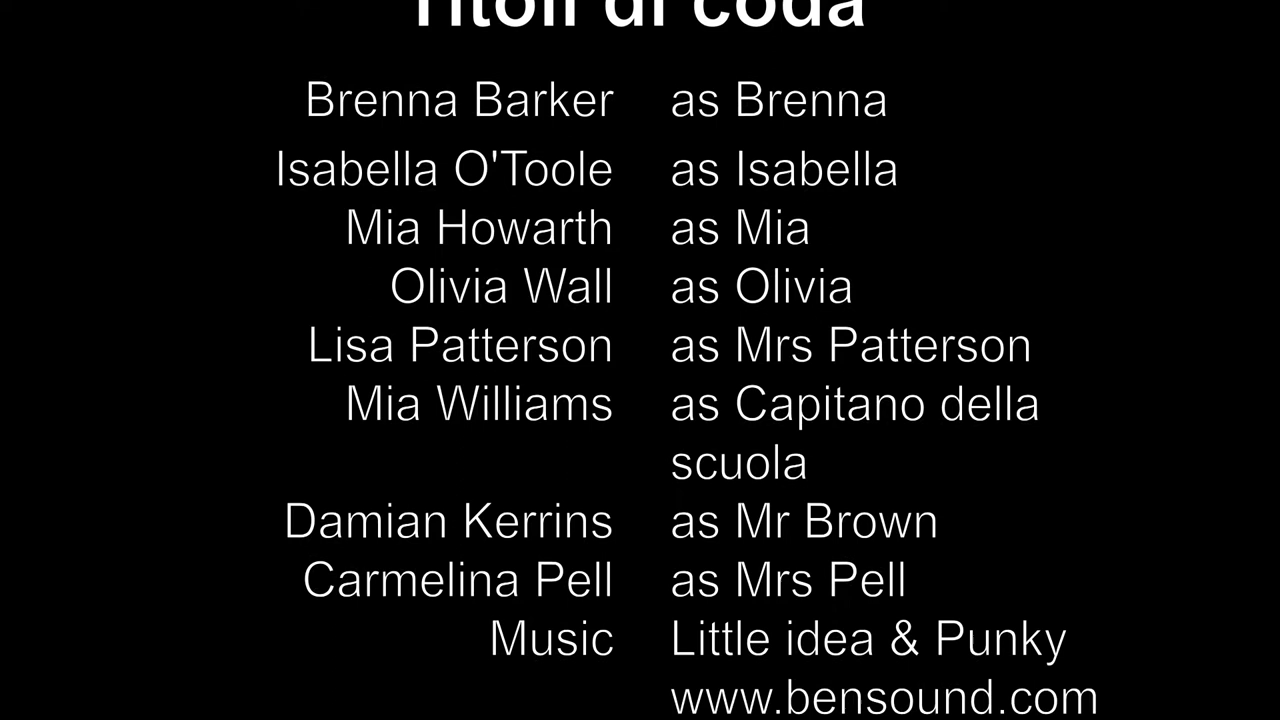 Titoli di coda
Brenna Barker as Brenna
Isabella O'Toole as Isabella
Mia Howarth as Mia
Olivia Wall as Olivia
Lisa Patterson as Mrs Patterson
Mia Williams as Capitano della
scuola
Damian Kerrins as Mr Brown
Carmelina Pell as Mrs Pell
Music Little idea & Punky
www.bensound.com